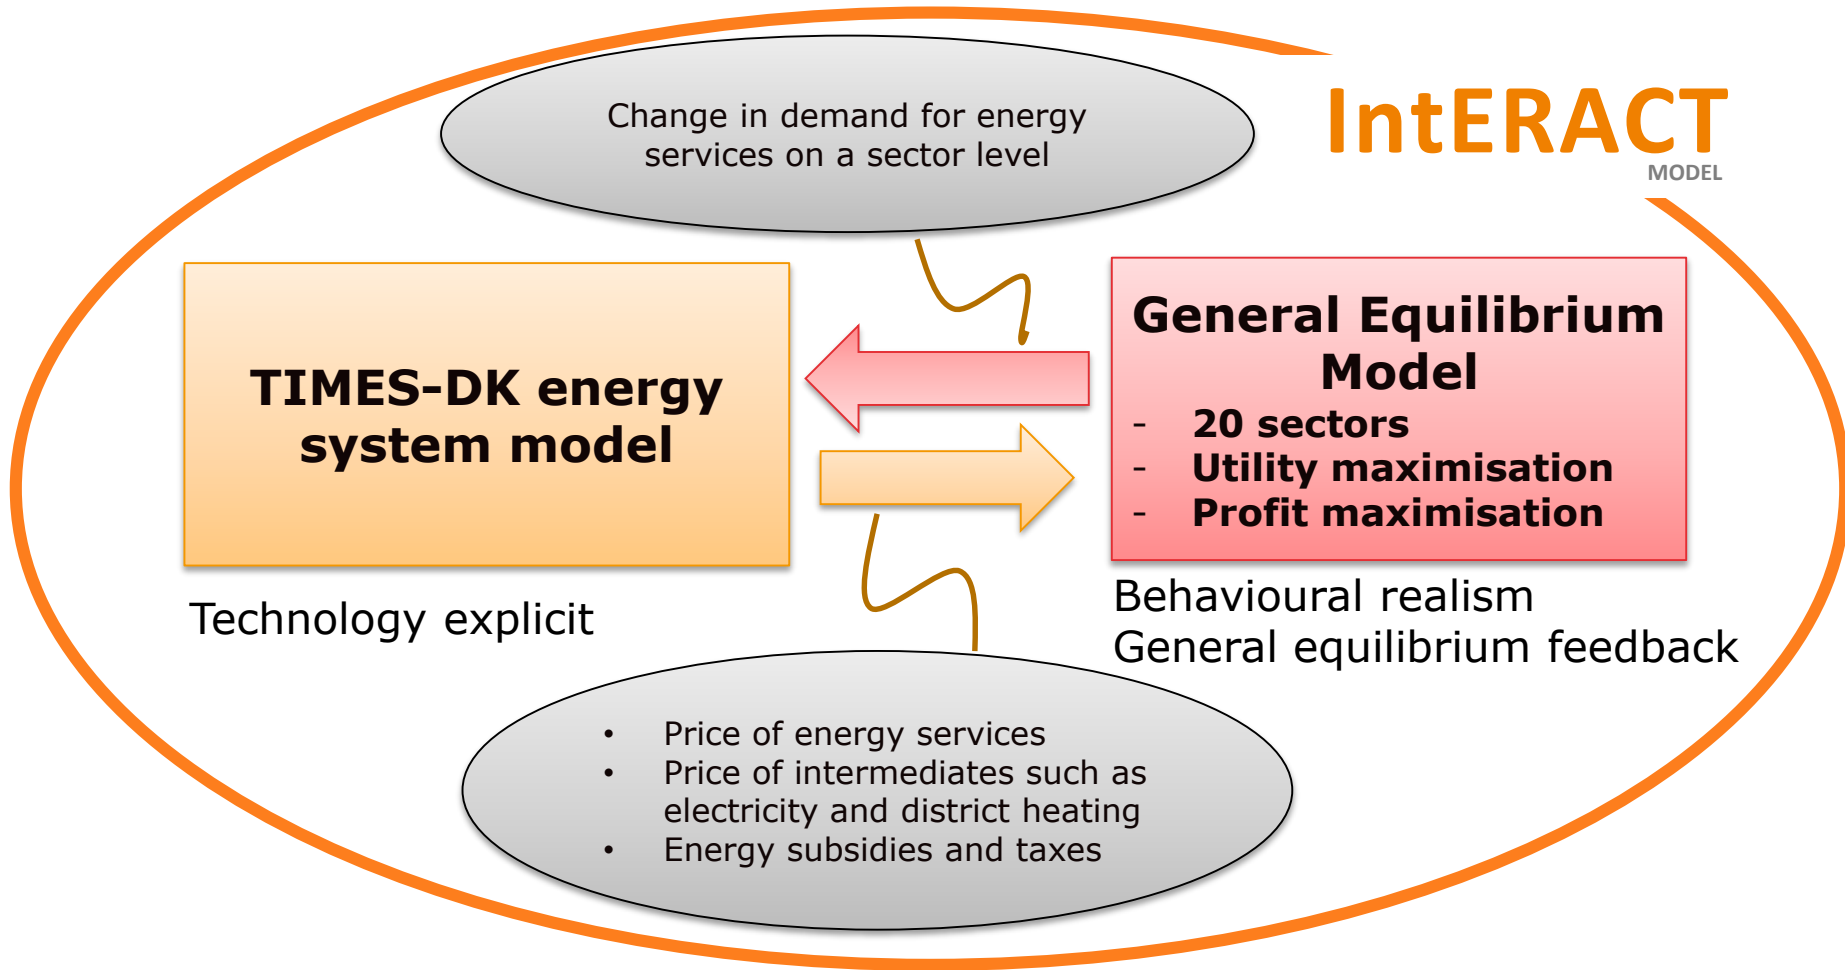 Change in demand for energy
services on a sector level
IntERACT
MODEL
TIMES-DK energy
system model
General Equilibrium
Model
- 20 sectors
- Utility maximisation
- Profit maximisation
Technology explicit
Behavioural realism
General equilibrium feedback
• Price of energy services
• Price of intermediates such as
electricity and district heating
• Energy subsidies and taxes